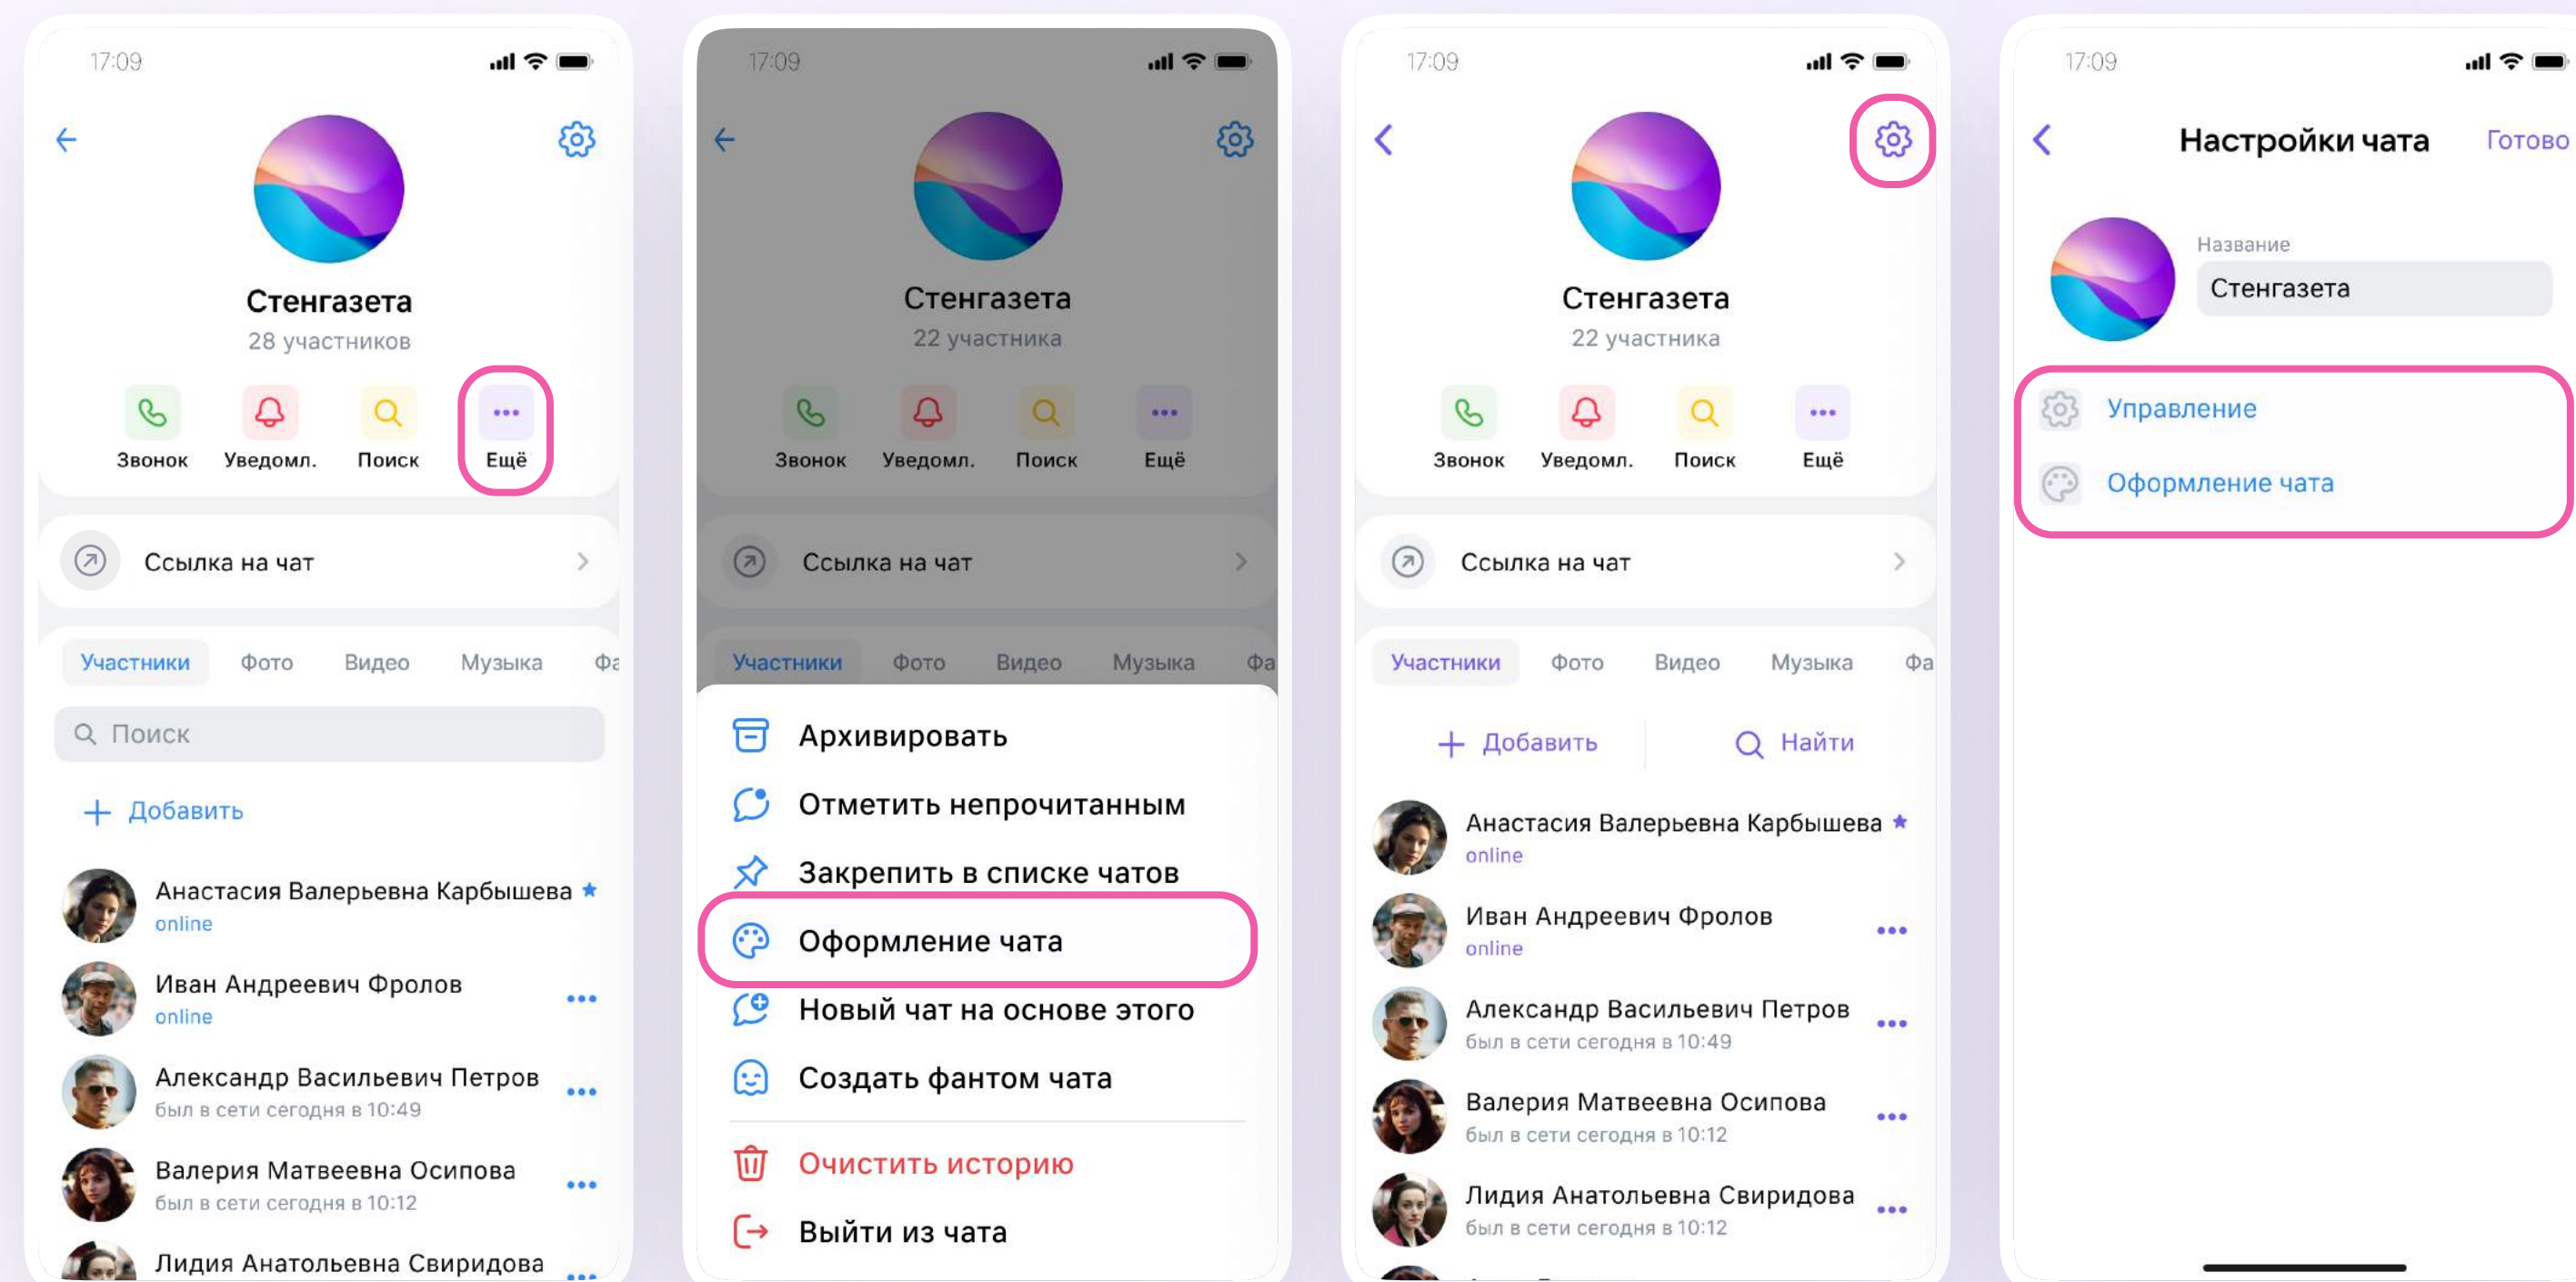 17:09
Стенгазета
28 участников
Звонок Уведомл. Поиск Ещё
Ссылка на чат
Участники Фото Видео Музыка Фа
Поиск
Добавить
Анастасия Валерьевна Карбышева
online
Иван Андреевич Фролов
online
Александр Васильевич Петров
был в сети сегодня в 10:49
Валерия Матвеевна Осипова
был в сети сегодня в 10:12
Лидия Анатольевна Свиридова
17:09
Стенгазета
22 участника
Звонок Уведомл. Поиск Ещё
Ссылка на чат
Участники Фото Видео Музыка Фа
Архивировать
Отметить непрочитанным
Закрепить в списке чатов
Оформление чата
Новый чат на основе этого
Создать фантом чата
Очистить историю
Выйти из чата
17:09
Стенгазета
22 участника
Звонок Уведомл. Поиск Ещё
Ссылка на чат
Участники Фото Видео Музыка Фа
Добавить Найти
Анастасия Валерьевна Карбышева
online
Иван Андреевич Фролов
online
Александр Васильевич Петров
был в сети сегодня в 10:49
Валерия Матвеевна Осипова
был в сети сегодня в 10:12
Лидия Анатольевна Свиридова
был в сети сегодня в 10:12
17:09
Настройки чата Готово
Название
Стенгазета
Управление
Оформление чата